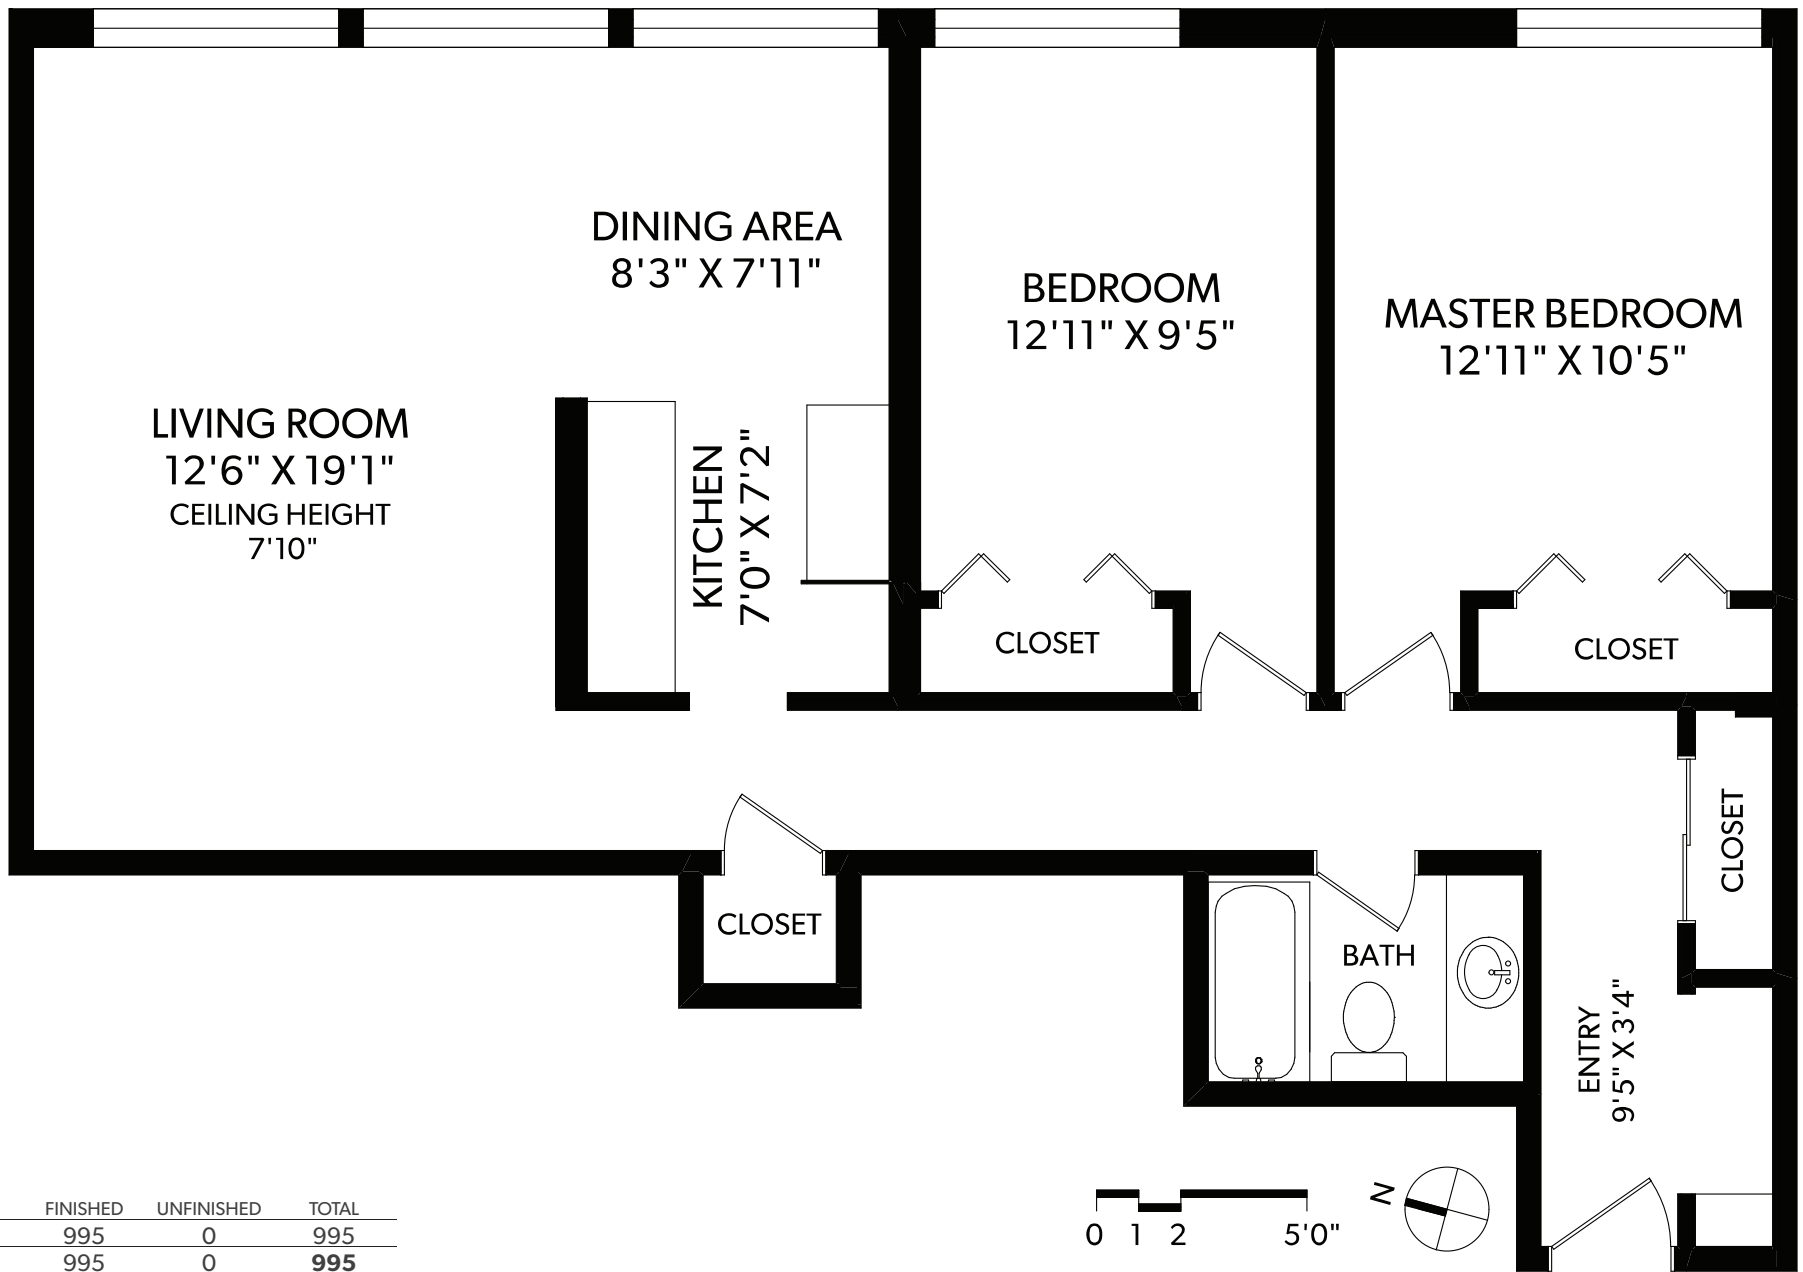 DINING AREA
8'3" X 7'11"
BEDROOM
12'11" X 9'5"
MASTER BEDROOM
12'11" X 10'5"
LIVING ROOM
12'6" X 19'1"
CEILING HEIGHT
7'10"
KITCHEN
7'0" X 7'2"
CLOSET
CLOSET
CLOSET
CLOSET
BATH
ENTRY
9'5" X 3'4"
0 1 2 5'0"
N
FINISHED UNFINISHED TOTAL
995 0 995
995 0 995